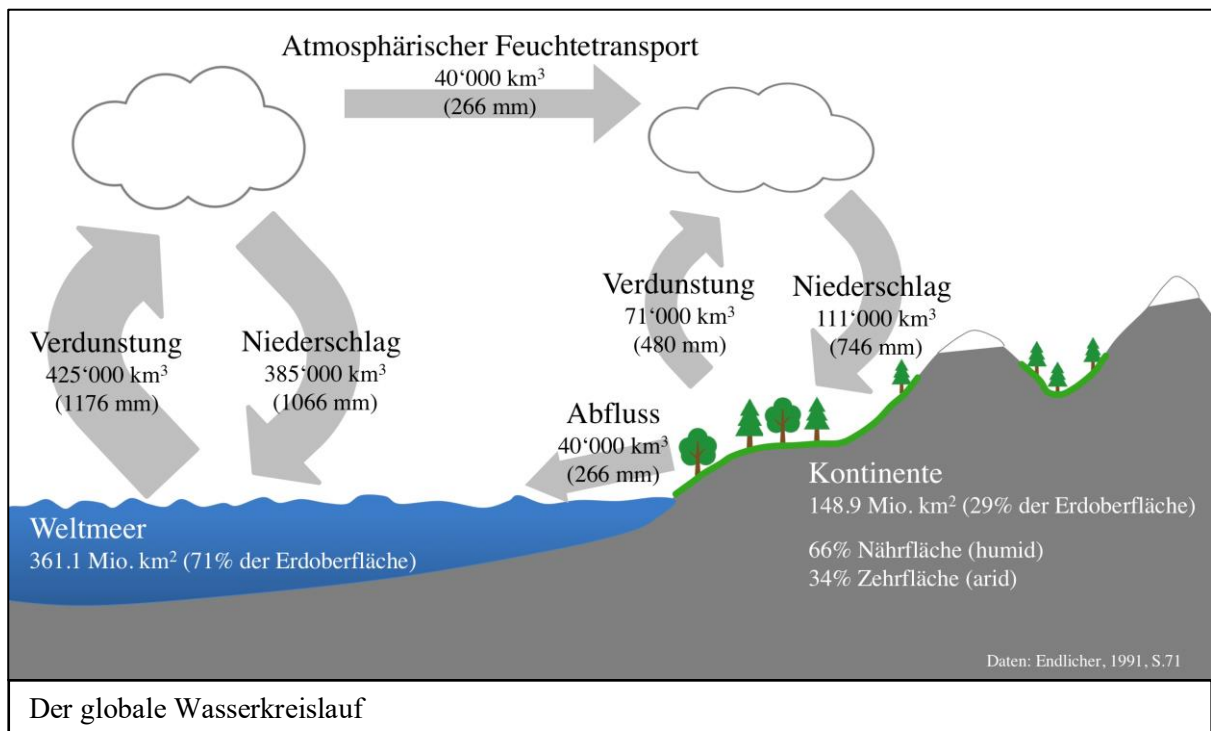 Atmosphärischer Feuchtetransport
40‘000 km³
(266 mm)
Verdunstung
425‘000 km³
(1176 mm)
Niederschlag
385‘000 km³
(1066 mm)
Verdunstung
71‘000 km³
(480 mm)
Niederschlag
111‘000 km³
(746 mm)
Abfluss
40‘000 km³
(266 mm)
Weltmeer
361.1 Mio. km² (71% der Erdoberfläche)
Kontinente
148.9 Mio. km² (29% der Erdoberfläche)
66% Nährfläche (humid)
34% Zehrfläche (arid)
Daten: Endlicher, 1991, S.71
Der globale Wasserkreislauf